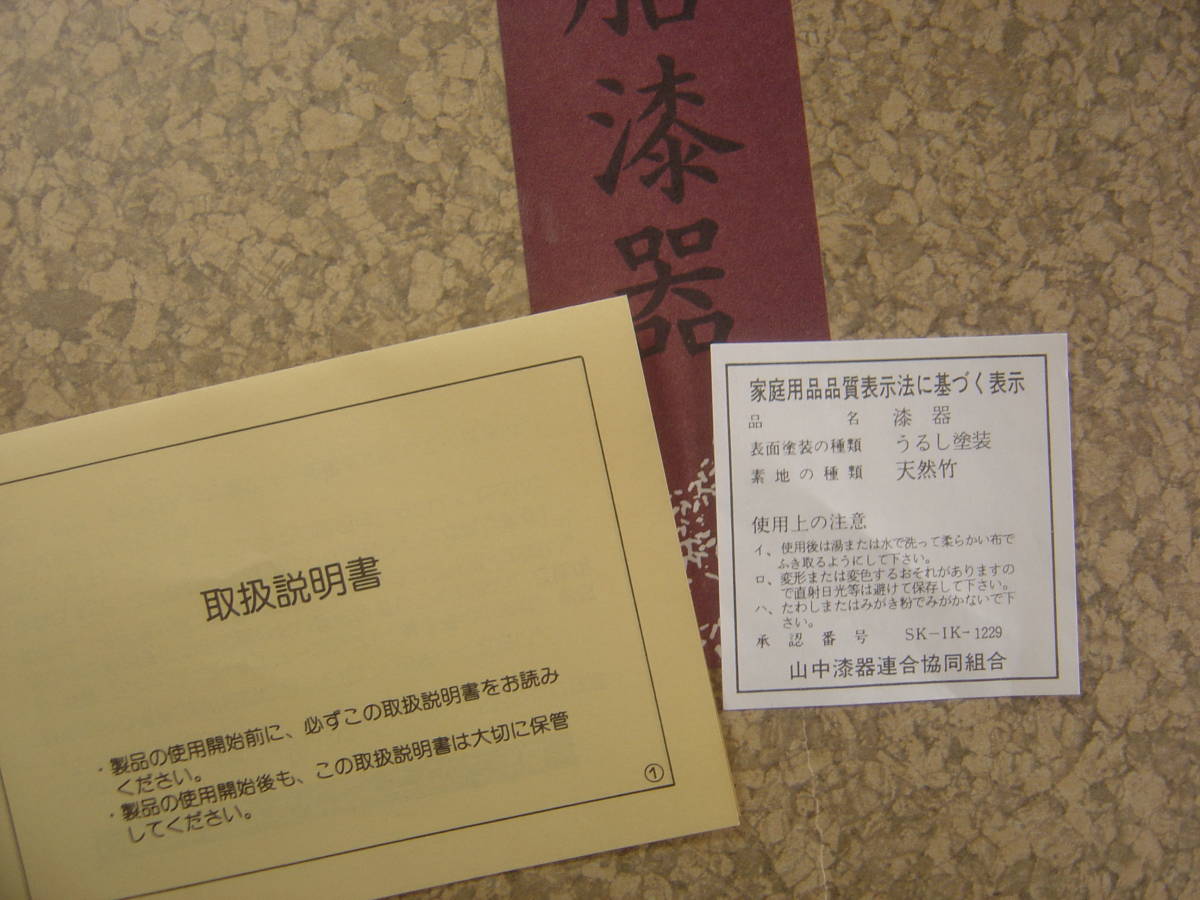 漆器
取扱説明書
・製品の使用開始前に、必ずこの取扱説明書をお読み
ください。
・製品の使用開始後も、この取扱説明書は大切に保管
してください。
①
家庭用品品質表示法に基づく表示
品名 漆器
表面塗装の種類 うるし塗装
素地の種類 天然竹
使用上の注意
イ、使用後は湯または水で洗って柔らかい布で
ふき取るようにして下さい。
ロ、変形または変色するおそれがありますの
で直射日光等は避けて保存して下さい。
ハ、たわしまたはみがき粉でみがかないで下
さい。
承認番号 SK-IK-1229
山中漆器連合協同組合